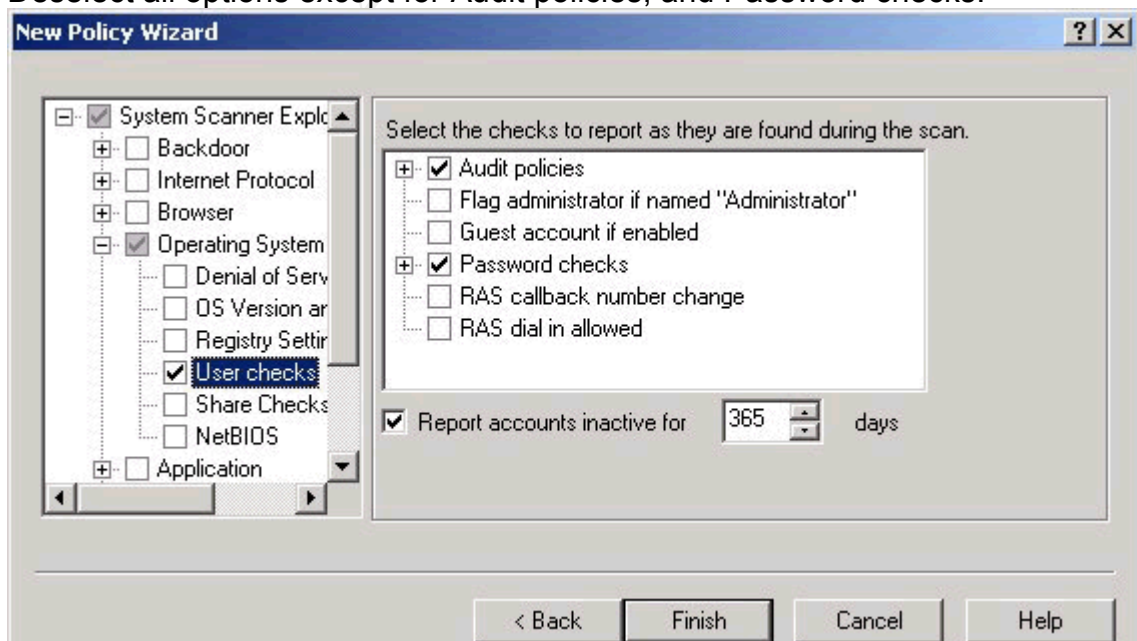 Deselect all options except for Audit policies, and Password checks.
New Policy Wizard
System Scanner Explo
Backdoor
Internet Protocol
Browser
Operating System
Denial of Serv
OS Version an
Registry Settin
User checks
Share Checks
NetBIOS
Application
Select the checks to report as they are found during the scan.
Audit policies
Flag administrator if named "Administrator"
Guest account if enabled
Password checks
RAS callback number change
RAS dial in allowed
Report accounts inactive for 365 days
< Back Finish Cancel Help